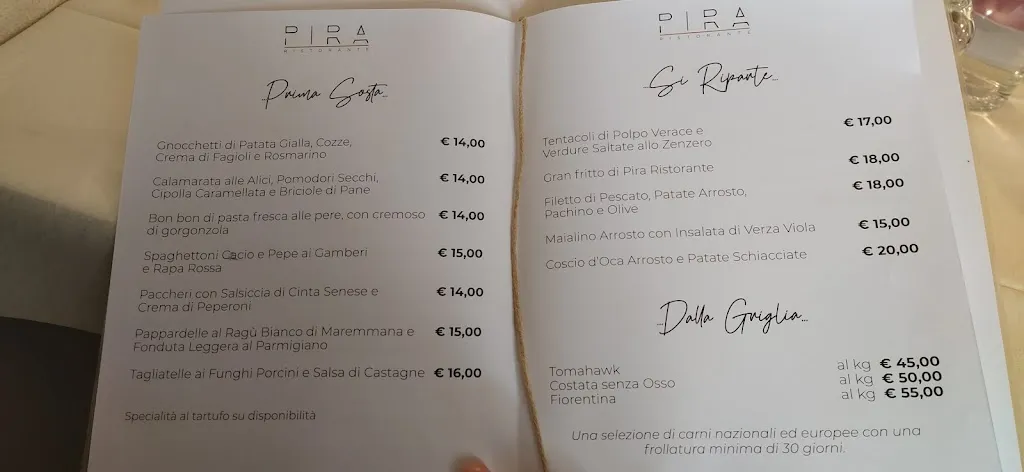 PIRA
RISTORANTE
Prima Sosta...
Gnocchetti di Patata Gialla, Cozze, € 14,00
Crema di Fagioli e Rosmarino
Calamarata alle Alici, Pomodori Secchi, € 14,00
Cipolla Caramellata e Briciole di Pane
Bon bon di pasta fresca alle pere, con cremoso € 14,00
di gorgonzola
Spaghettoni Cacio e Pepe ai Gamberi € 15,00
e Rapa Rossa
Paccheri con Salsiccia di Cinta Senese e € 14,00
Crema di Peperoni
Pappardelle al Ragù Bianco di Maremmana e € 15,00
Fonduta Leggera al Parmigiano
Tagliatelle ai Funghi Porcini e Salsa di Castagne € 16,00
Specialità al tartufo su disponibilità
PIRA
RISTORANTE
Si Riparte...
Tentacoli di Polpo Verace e € 17,00
Verdure Saltate allo Zenzero
Gran fritto di Pira Ristorante € 18,00
Filetto di Pescato, Patate Arrosto, € 18,00
Pachino e Olive
Maialino Arrosto con Insalata di Verza Viola € 15,00
Coscio d'Oca Arrosto e Patate Schiacciate € 20,00
...Dalla Griglia...
Tomahawk al kg € 45,00
Costata senza Osso al kg € 50,00
Fiorentina al kg € 55,00
Una selezione di carni nazionali ed europee con una
frollatura minima di 30 giorni.